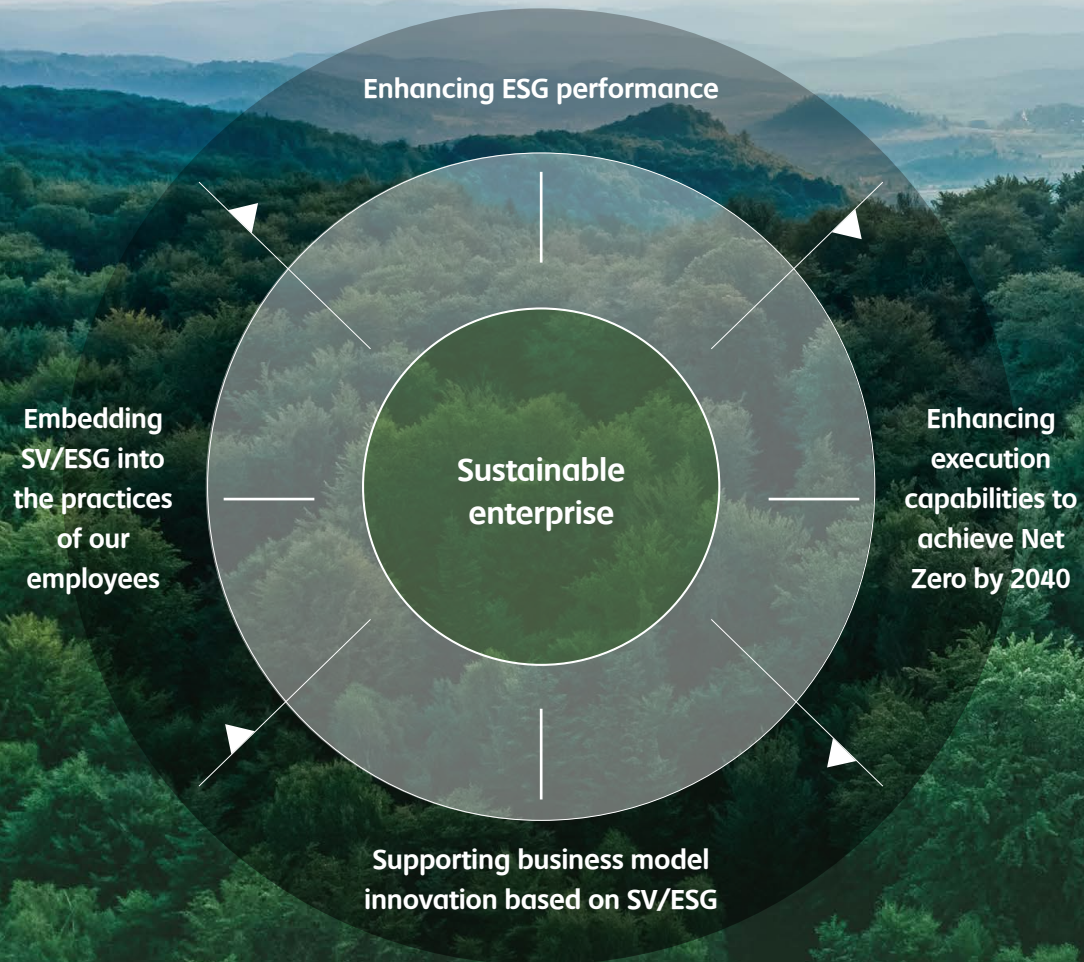 Enhancing ESG performance
Embedding
SV/ESG into
the practices
of our
employees
Sustainable
enterprise
Enhancing
execution
capabilities to
achieve Net
Zero by 2040
Supporting business model
innovation based on SV/ESG